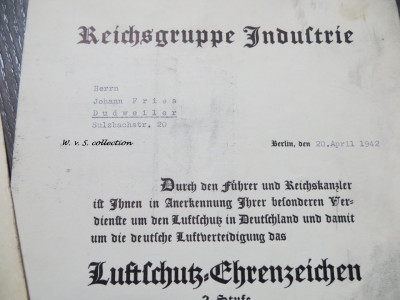 Reichsgruppe Industrie
Herrn
Johann Fries
Dudweiler
Sulzbachstr. 20
W. v. S. collection
Berlin, den 20.April 1942
Durch den Führer und Reichskanzler
ist Ihnen in Anerkennung Ihrer besonderen Ver-
dienste um den Luftschutz in Deutschland und damit
um die deutsche Luftverteidigung das
Luftschutz-Ehrenzeichen
2. Stufe